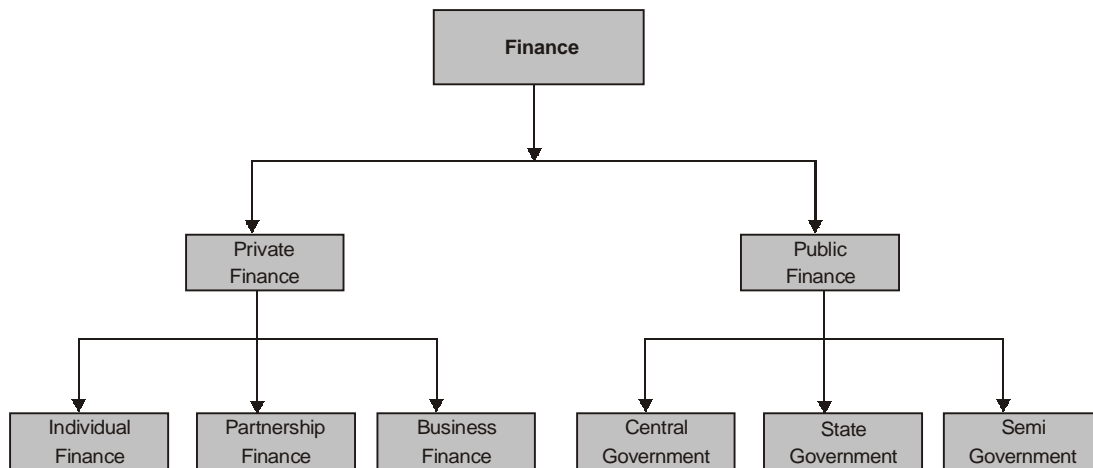 Finance
Private
Finance
Public
Finance
Individual
Finance
Partnership
Finance
Business
Finance
Central
Government
State
Government
Semi
Government